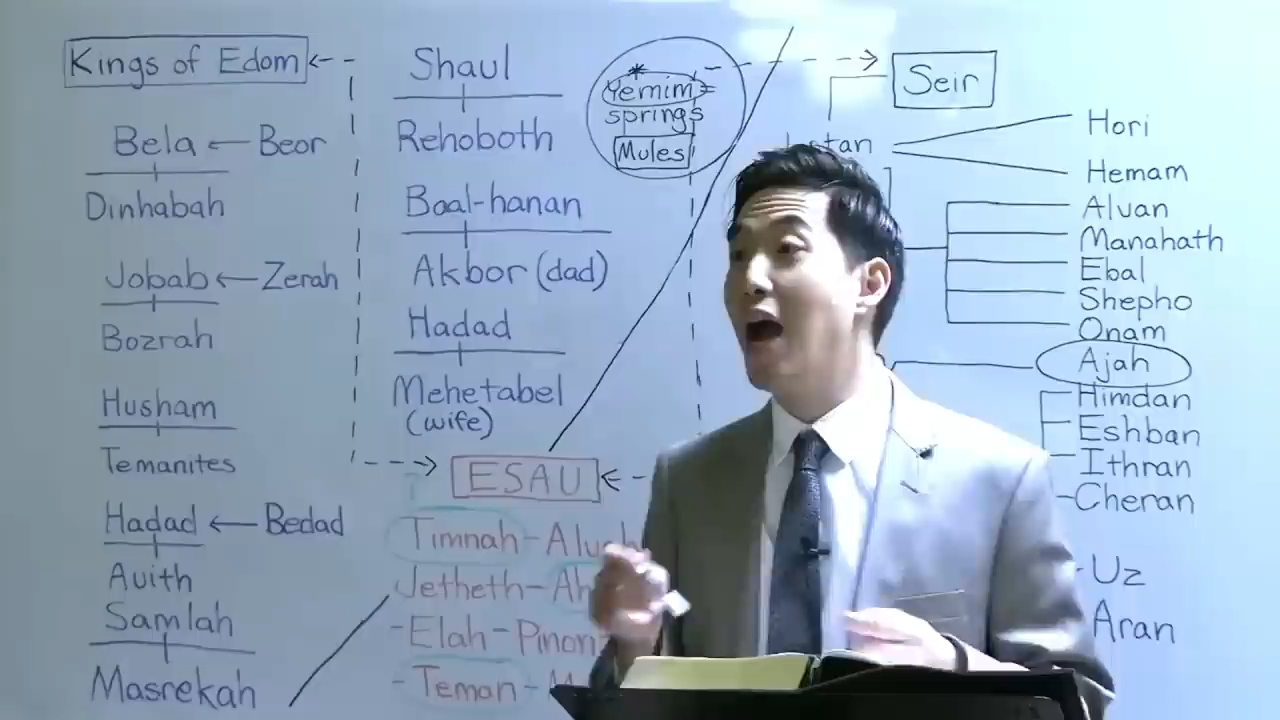 Kings of Edom
Bela ← Beor
Dinhabah
Jobab ← Zerah
Bozrah
Husham
Temanites
Hadad ← Bedad
Avith
Samlah
Masrekah
Shaul
Rehoboth
Baal-hanan
Akbor (dad)
Hadad
Mehetabel
(wife)
*
Yemim =
springs
Mules
ESAU
Timnah-
Jetheth-
-Elah-Pinon-
-Teman-
Seir
Hori
Hemam
Alvan
Manahath
Ebal
Shepho
Onam
Ajah
Himdan
Eshban
Ithran
-Cheran
-Uz
Aran